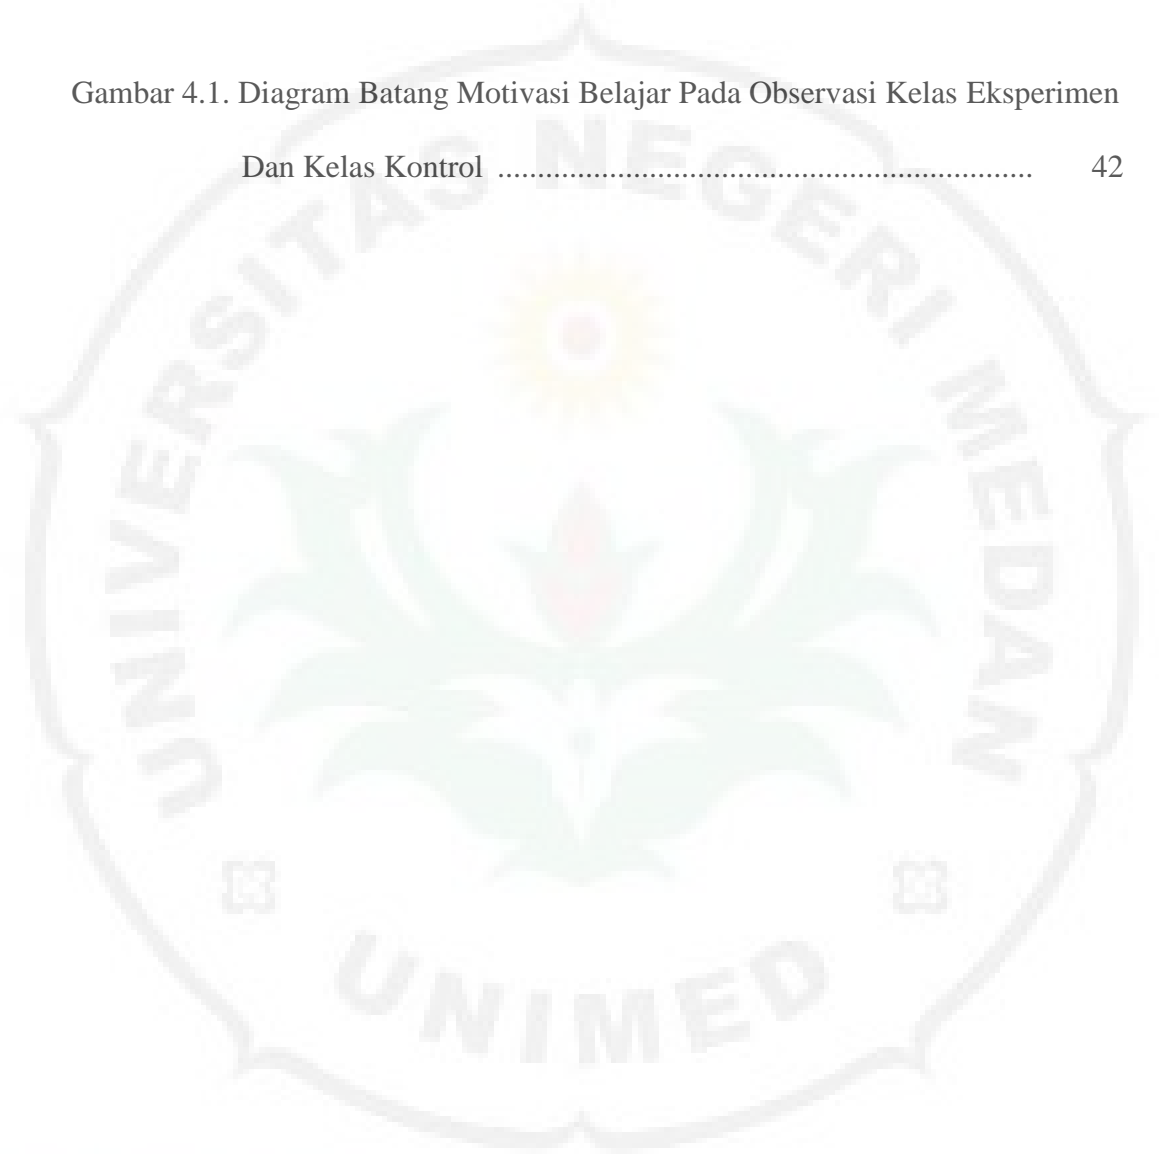 Gambar 4.1. Diagram Batang Motivasi Belajar Pada Observasi Kelas Eksperimen
Dan Kelas Kontrol .................................................................. 42
UNIVERSITAS NEGERI MEDAN
UNIMED